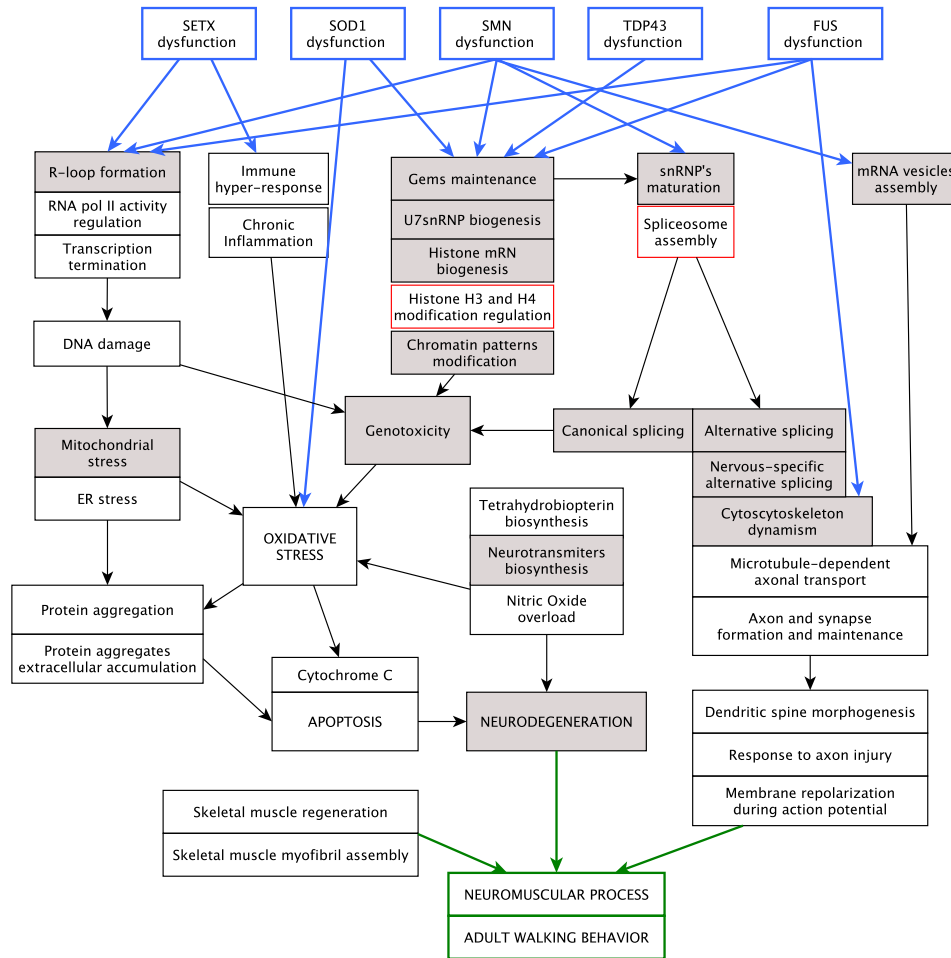 SETX
dysfunction
SOD1
dysfunction
SMN
dysfunction
TDP43
dysfunction
FUS
dysfunction
R-loop formation
RNA pol II activity
regulation
Transcription
termination
Immune
hyper-response
Chronic
Inflammation
Gems maintenance
U7snRNP biogenesis
Histone mRN
biogenesis
Histone H3 and H4
modification regulation
Chromatin patterns
modification
snRNP's
maturation
Spliceosome
assembly
mRNA vesicles
assembly
DNA damage
Genotoxicity
Canonical splicing
Alternative splicing
Nervous-specific
alternative splicing
Cytoscytoskeleton
dynamism
Microtubule-dependent
axonal transport
Axon and synapse
formation and maintenance
Mitochondrial
stress
ER stress
OXIDATIVE
STRESS
Tetrahydrobiopterin
biosynthesis
Neurotransmiters
biosynthesis
Nitric Oxide
overload
Protein aggregation
Protein aggregates
extracellular accumulation
Cytochrome C
APOPTOSIS
NEURODEGENERATION
Dendritic spine morphogenesis
Response to axon injury
Membrane repolarization
during action potential
Skeletal muscle regeneration
Skeletal muscle myofibril assembly
NEUROMUSCULAR PROCESS
ADULT WALKING BEHAVIOR